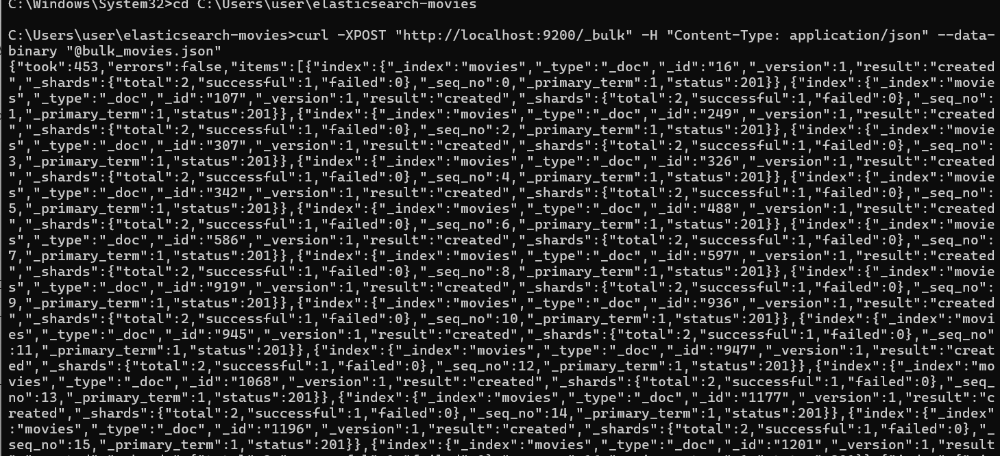 C:\Windows\System32>cd C:\Users\user\elasticsearch-movies
C:\Users\user\elasticsearch-movies>curl -XPOST "http://localhost:9200/_bulk" -H "Content-Type: application/json" --data-
binary "@bulk_movies.json"
{"took":453,"errors":false,"items":[{"index":{"_index":"movies","_type":"_doc","_id":"16","_version":1,"result":"created
","_shards":{"total":2,"successful":1,"failed":0},"_seq_no":0,"_primary_term":1,"status":201}},{"index":{"_index":"movie
s","_type":"_doc","_id":"107","_version":1,"result":"created","_shards":{"total":2,"successful":1,"failed":0},"_seq_no":
1,"_primary_term":1,"status":201}},{"index":{"_index":"movies","_type":"_doc","_id":"249","_version":1,"result":"created
","_shards":{"total":2,"successful":1,"failed":0},"_seq_no":2,"_primary_term":1,"status":201}},{"index":{"_index":"movie
s","_type":"_doc","_id":"307","_version":1,"result":"created","_shards":{"total":2,"successful":1,"failed":0},"_seq_no":
3,"_primary_term":1,"status":201}},{"index":{"_index":"movies","_type":"_doc","_id":"326","_version":1,"result":"created
","_shards":{"total":2,"successful":1,"failed":0},"_seq_no":4,"_primary_term":1,"status":201}},{"index":{"_index":"movie
s","_type":"_doc","_id":"342","_version":1,"result":"created","_shards":{"total":2,"successful":1,"failed":0},"_seq_no":
5,"_primary_term":1,"status":201}},{"index":{"_index":"movies","_type":"_doc","_id":"488","_version":1,"result":"created
","_shards":{"total":2,"successful":1,"failed":0},"_seq_no":6,"_primary_term":1,"status":201}},{"index":{"_index":"movie
s","_type":"_doc","_id":"586","_version":1,"result":"created","_shards":{"total":2,"successful":1,"failed":0},"_seq_no":
7,"_primary_term":1,"status":201}},{"index":{"_index":"movies","_type":"_doc","_id":"597","_version":1,"result":"created
","_shards":{"total":2,"successful":1,"failed":0},"_seq_no":8,"_primary_term":1,"status":201}},{"index":{"_index":"movie
s","_type":"_doc","_id":"919","_version":1,"result":"created","_shards":{"total":2,"successful":1,"failed":0},"_seq_no":
9,"_primary_term":1,"status":201}},{"index":{"_index":"movies","_type":"_doc","_id":"936","_version":1,"result":"created
","_shards":{"total":2,"successful":1,"failed":0},"_seq_no":10,"_primary_term":1,"status":201}},{"index":{"_index":"movi
es","_type":"_doc","_id":"945","_version":1,"result":"created","_shards":{"total":2,"successful":1,"failed":0},"_seq_no"
:11,"_primary_term":1,"status":201}},{"index":{"_index":"movies","_type":"_doc","_id":"947","_version":1,"result":"creat
ed","_shards":{"total":2,"successful":1,"failed":0},"_seq_no":12,"_primary_term":1,"status":201}},{"index":{"_index":"mo
vies","_type":"_doc","_id":"1068","_version":1,"result":"created","_shards":{"total":2,"successful":1,"failed":0},"_seq_
no":13,"_primary_term":1,"status":201}},{"index":{"_index":"movies","_type":"_doc","_id":"1177","_version":1,"result":"c
reated","_shards":{"total":2,"successful":1,"failed":0},"_seq_no":14,"_primary_term":1,"status":201}},{"index":{"_index"
:"movies","_type":"_doc","_id":"1196","_version":1,"result":"created","_shards":{"total":2,"successful":1,"failed":0},"_
seq_no":15,"_primary_term":1,"status":201}},{"index":{"_index":"movies","_type":"_doc","_id":"1201","_version":1,"result